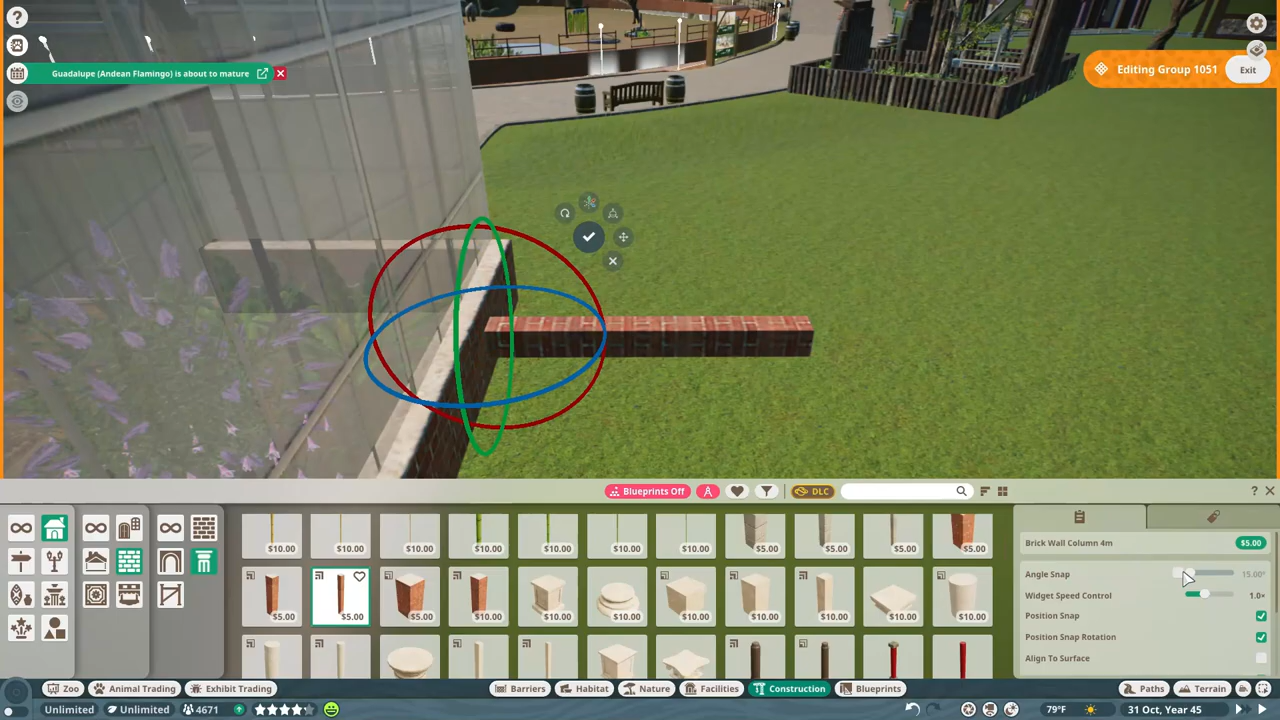 ?
Guadalupe (Andean Flamingo) is about to mature
Editing Group 1051
Exit
Blueprints Off
DLC
?
$10.00
$10.00
$10.00
$10.00
$10.00
$10.00
$10.00
$5.00
$5.00
$5.00
$5.00
$5.00
$5.00
$5.00
$10.00
$10.00
$10.00
$10.00
$10.00
$10.00
$10.00
Brick Wall Column 4m
$5.00
Angle Snap
15.00°
Widget Speed Control
1.0×
Position Snap
Position Snap Rotation
Align To Surface
Zoo
Animal Trading
Exhibit Trading
Barriers
Habitat
Nature
Facilities
Construction
Blueprints
Paths
Terrain
Unlimited
Unlimited
4671
79°F
31 Oct, Year 45